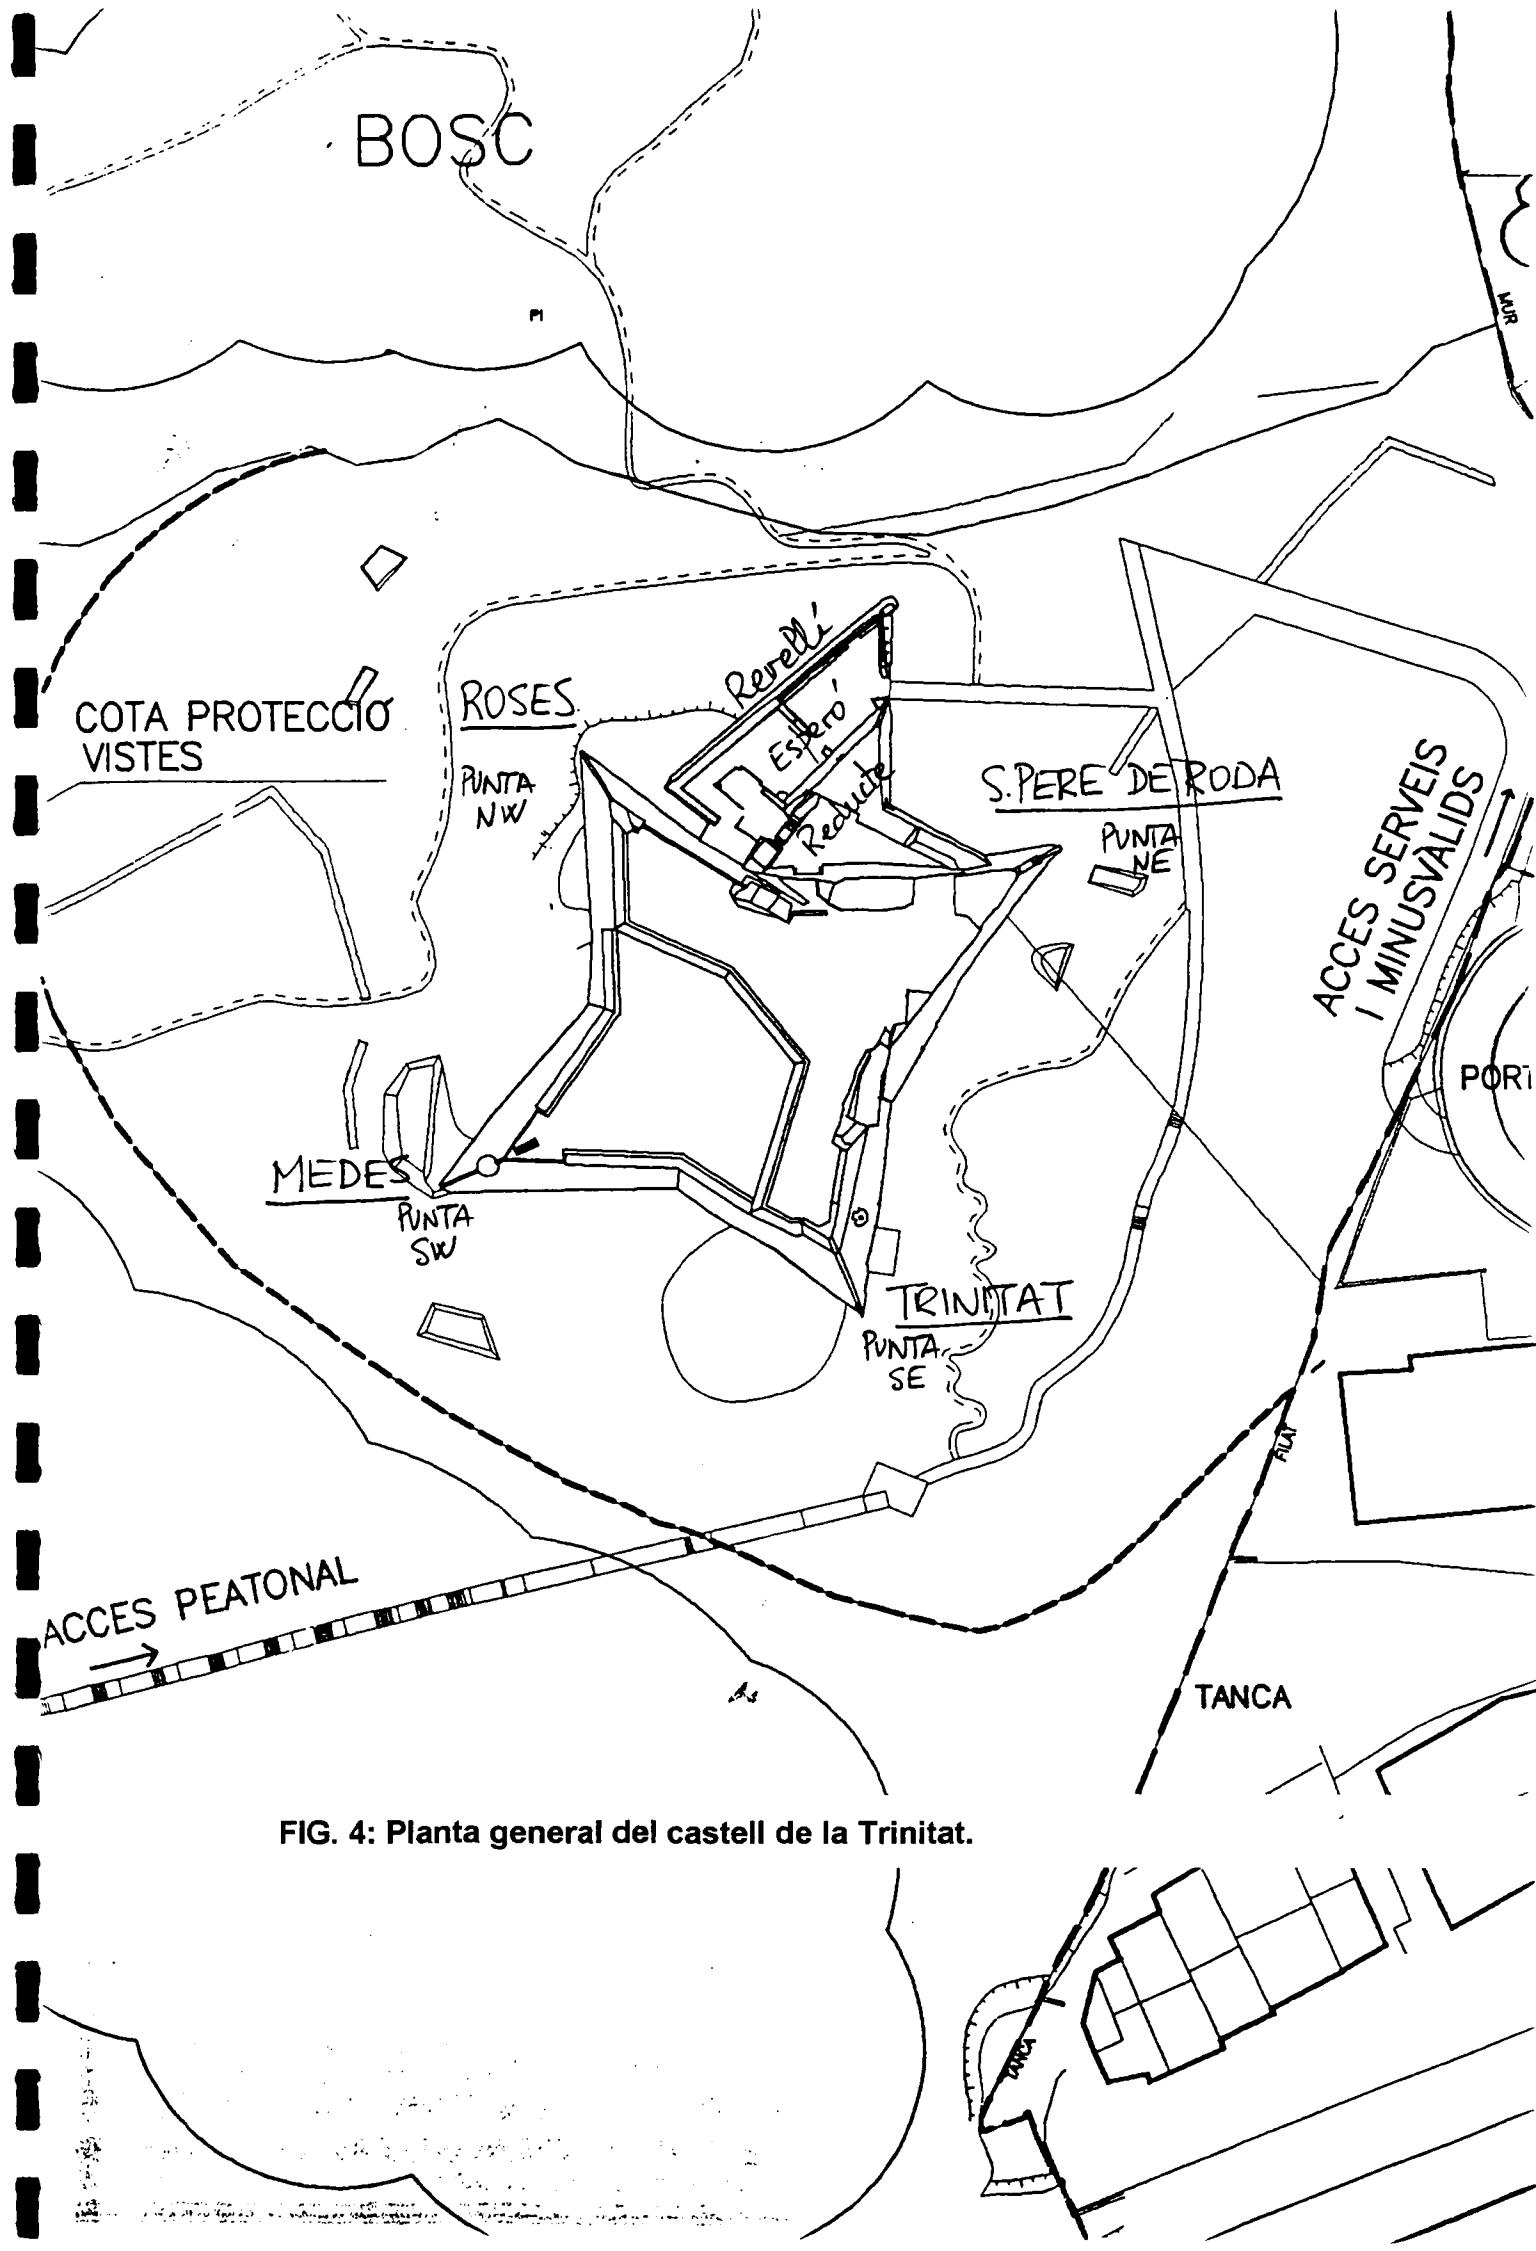 BOSC
PI
MUR
Revellí
ROSES
COTA PROTECCIO
VISTES
Esperó
PUNTA
NW
S. PERE DE RODA
Reducte
PUNTA
NE
ACCES SERVEIS
I MINUSVÀLIDS
PORT
MEDES
PUNTA
SW
TRINITAT
PUNTA
SE
FILAT
ACCES PEATONAL
TANCA
FIG. 4: Planta general del castell de la Trinitat.
TANCA